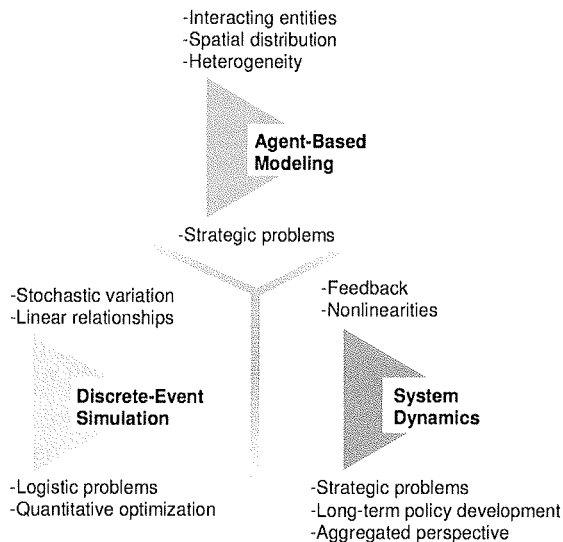 -Interacting entities
-Spatial distribution
-Heterogeneity
Agent-Based
Modeling
-Strategic problems
-Stochastic variation
-Linear relationships
Discrete-Event
Simulation
-Logistic problems
-Quantitative optimization
-Feedback
-Nonlinearities
System
Dynamics
-Strategic problems
-Long-term policy development
-Aggregated perspective